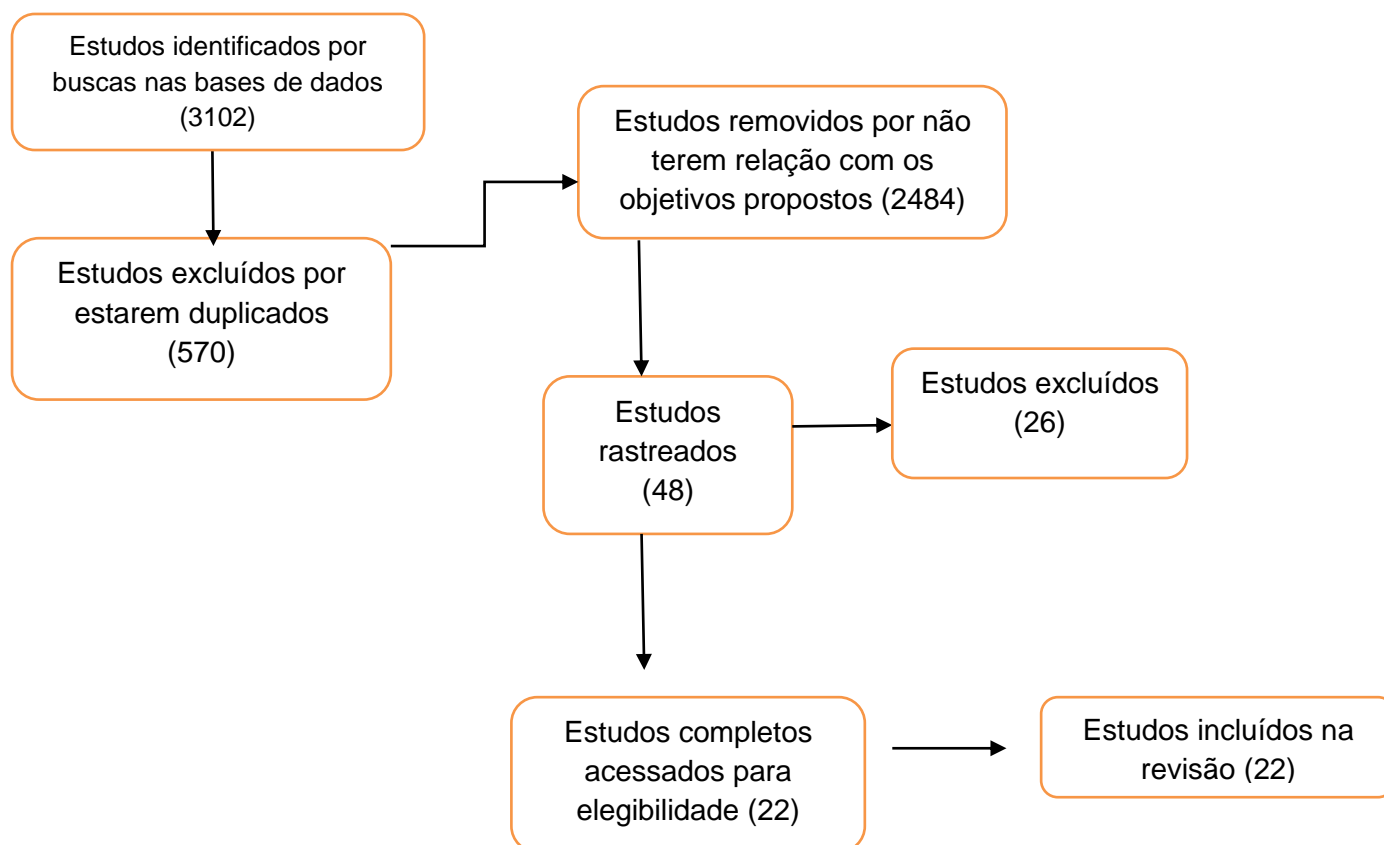 Estudos identificados por
buscas nas bases de dados
(3102)
Estudos excluídos por
estarem duplicados
(570)
Estudos removidos por não
terem relação com os
objetivos propostos (2484)
Estudos
rastreados
(48)
Estudos excluídos
(26)
Estudos completos
acessados para
elegibilidade (22)
Estudos incluídos na
revisão (22)